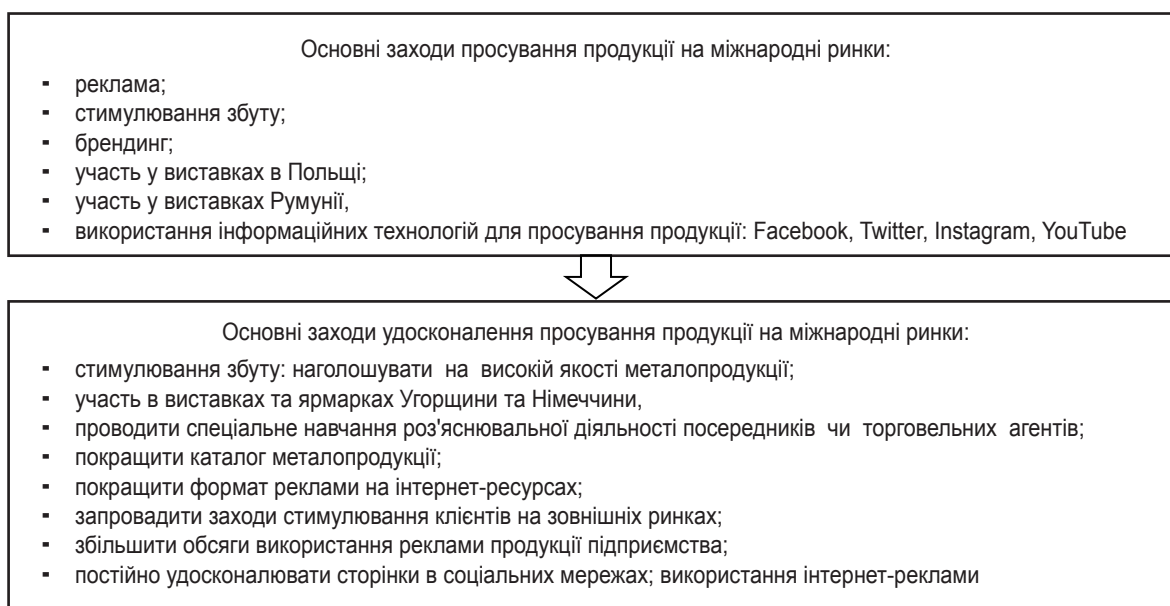 Основні заходи просування продукції на міжнародні ринки:
▪ реклама;
▪ стимулювання збуту;
▪ брендинг;
▪ участь у виставках в Польщі;
▪ участь у виставках Румунії,
▪ використання інформаційних технологій для просування продукції: Facebook, Twitter, Instagram, YouTube
Основні заходи удосконалення просування продукції на міжнародні ринки:
▪ стимулювання збуту: наголошувати на високій якості металопродукції;
▪ участь в виставках та ярмарках Угорщини та Німеччини,
▪ проводити спеціальне навчання роз'яснювальної діяльності посередників чи торговельних агентів;
▪ покращити каталог металопродукції;
▪ покращити формат реклами на інтернет-ресурсах;
▪ запровадити заходи стимулювання клієнтів на зовнішніх ринках;
▪ збільшити обсяги використання реклами продукції підприємства;
▪ постійно удосконалювати сторінки в соціальних мережах; використання інтернет-реклами